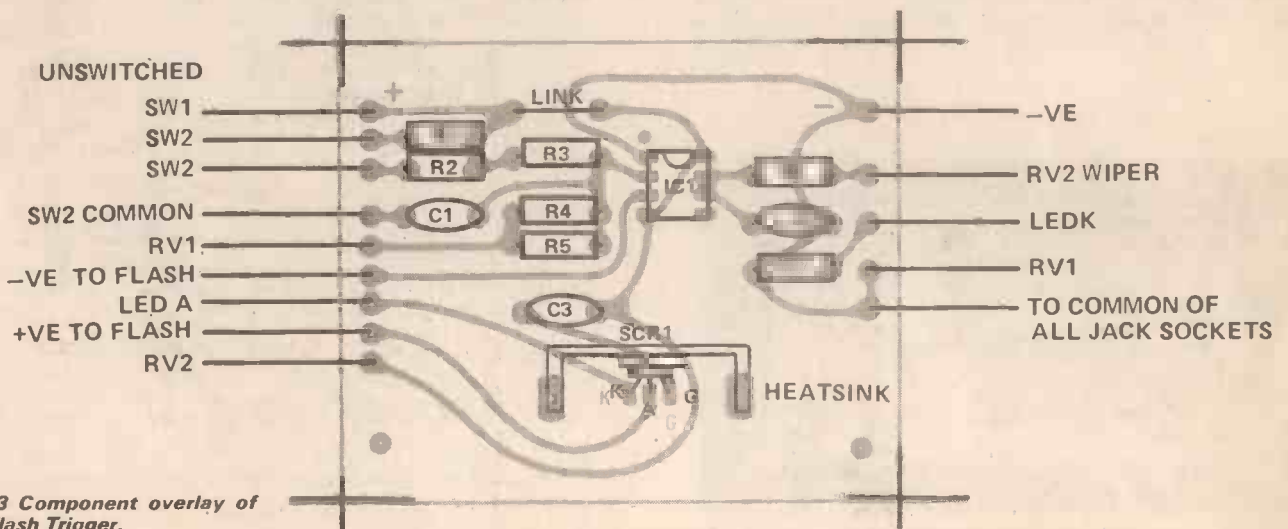 UNSWITCHED
SW1
SW2
SW2
SW2 COMMON
RV1
–VE TO FLASH
LED A
+VE TO FLASH
RV2
+
LINK
–
R2
R3
IC1
C1
R4
R5
C3
SCR1
K
K
A
G
G
HEATSINK
–VE
RV2 WIPER
LEDK
RV1
TO COMMON OF
ALL JACK SOCKETS
3 Component overlay of
lash Trigger.